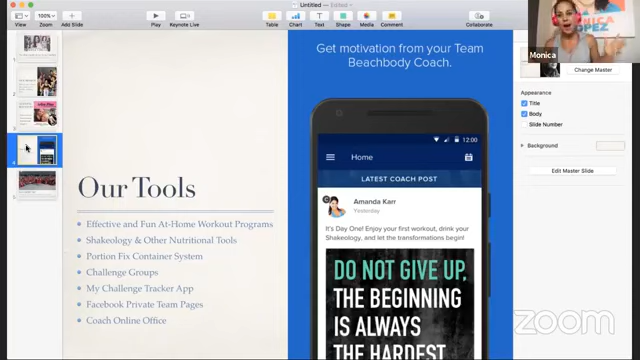 Untitled — Edited
View
100%
Zoom
Add Slide
Play
Keynote Live
Table
Chart
Text
Shape
Media
Comment
Collaborate
Get motivation from your Team
Beachbody Coach.
Monica
LOPEZ
Change Master
Appearance
Title
Body
Slide Number
Background
Edit Master Slide
12:00
Home
LATEST COACH POST
Amanda Karr
Yesterday
It's Day One! Enjoy your first workout, drink your
Shakeology, and let the transformations begin!
DO NOT GIVE UP,
THE BEGINNING
IS ALWAYS
THE HARDEST
Our Tools
Effective and Fun At-Home Workout Programs
Shakeology & Other Nutritional Tools
Portion Fix Container System
Challenge Groups
My Challenge Tracker App
Facebook Private Team Pages
Coach Online Office
zoom